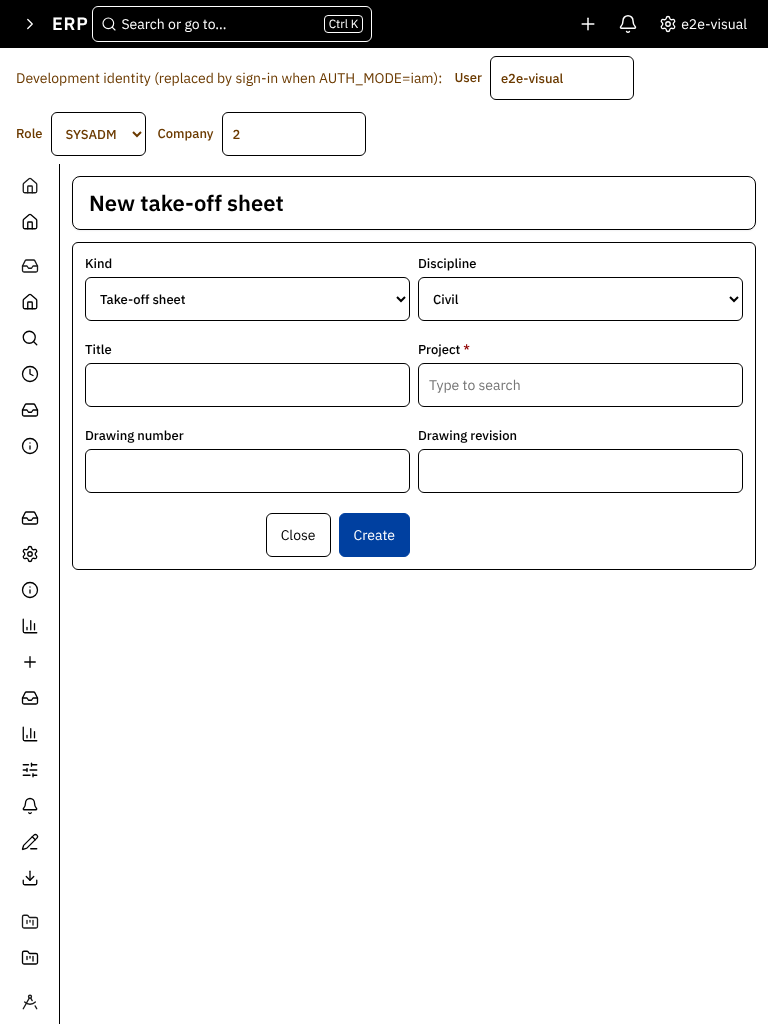 ERP Search or go to... Ctrl K e2e-visual
Development identity (replaced by sign-in when AUTH_MODE=iam): User e2e-visual
Role SYSADM Company 2
New take-off sheet
Kind Discipline
Take-off sheet Civil
Title Project *
Type to search
Drawing number Drawing revision
Close Create